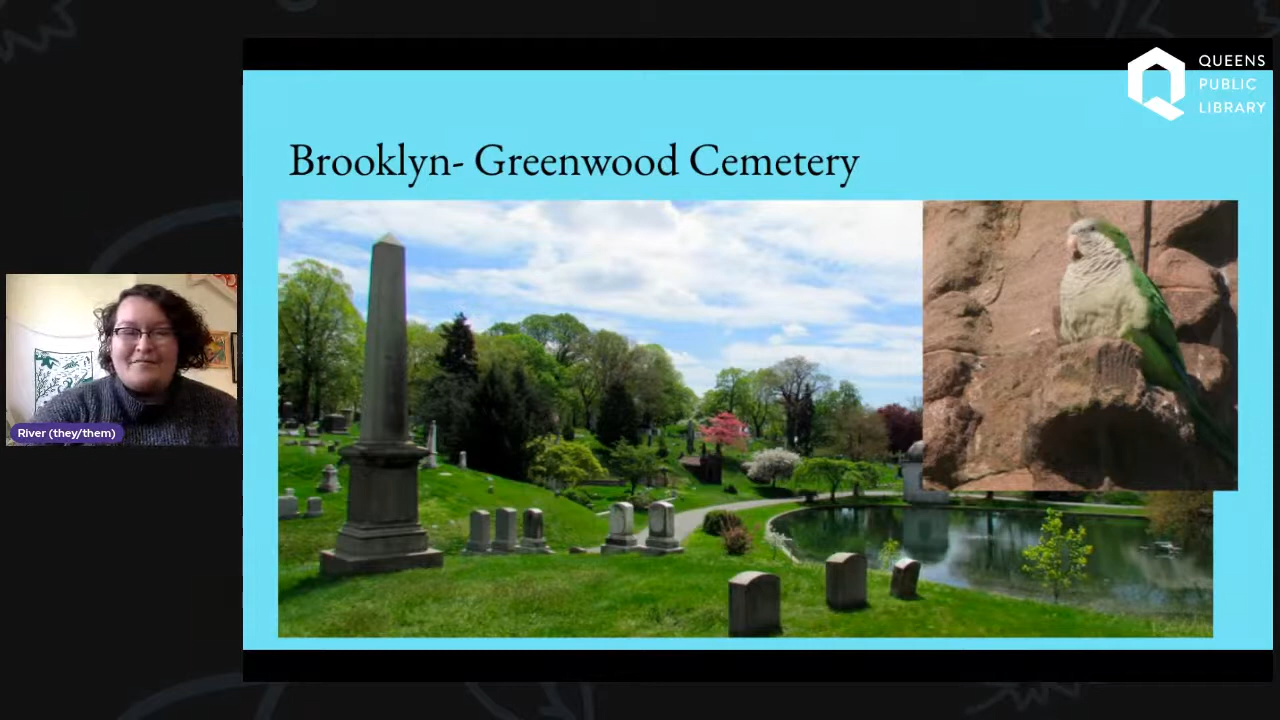 QUEENS
PUBLIC
LIBRARY
Brooklyn- Greenwood Cemetery
River (they/them)